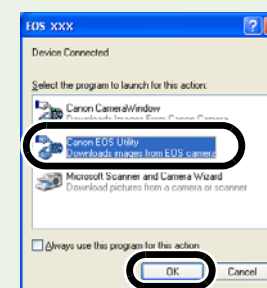 EOS XXX
Device Connected
Select the program to launch for this action:
Canon CameraWindow
Downloads Images From Canon Camera
Canon EOS Utility
Downloads images from EOS camera
Microsoft Scanner and Camera Wizard
Download pictures from a camera or scanner
Always use this program for this action
OK
Cancel